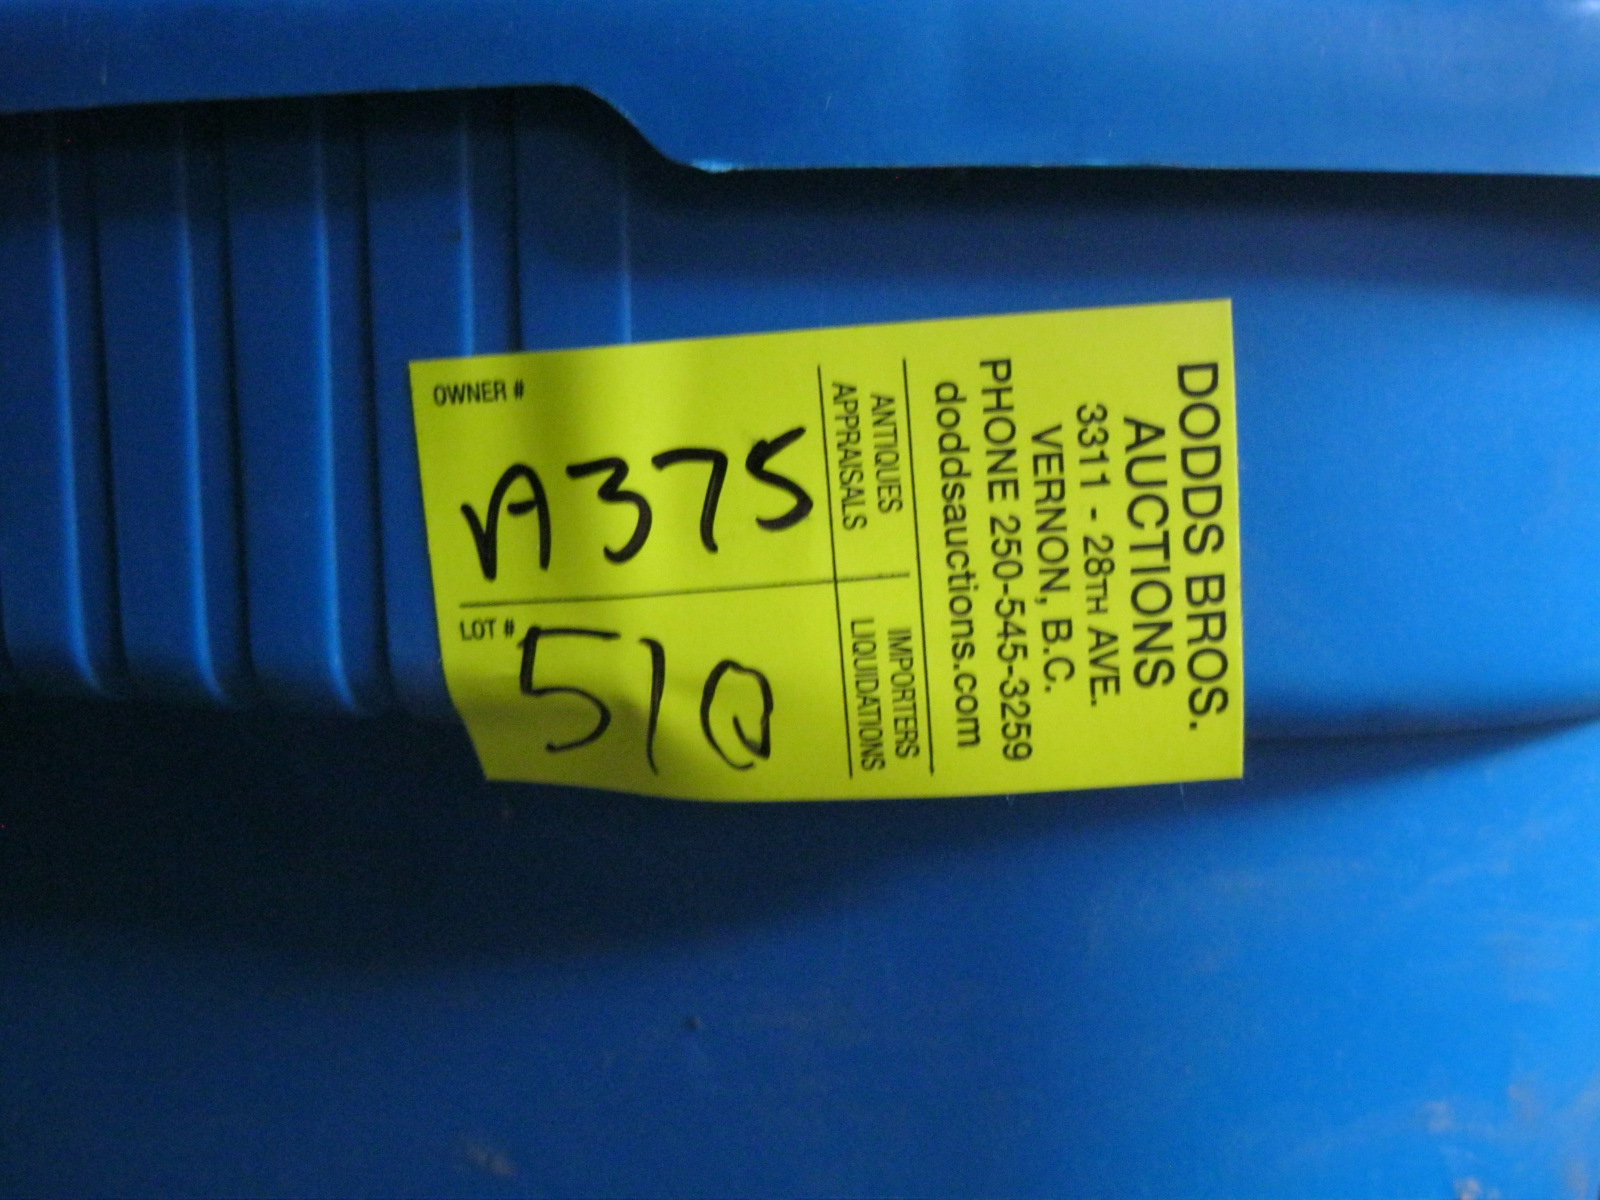 DODDS BROS.
AUCTIONS
3311 - 28TH AVE.
VERNON, B.C.
PHONE 250-545-3259
doddsauctions.com
ANTIQUES IMPORTERS
APPRAISALS LIQUIDATIONS
OWNER # LOT #
A375 510